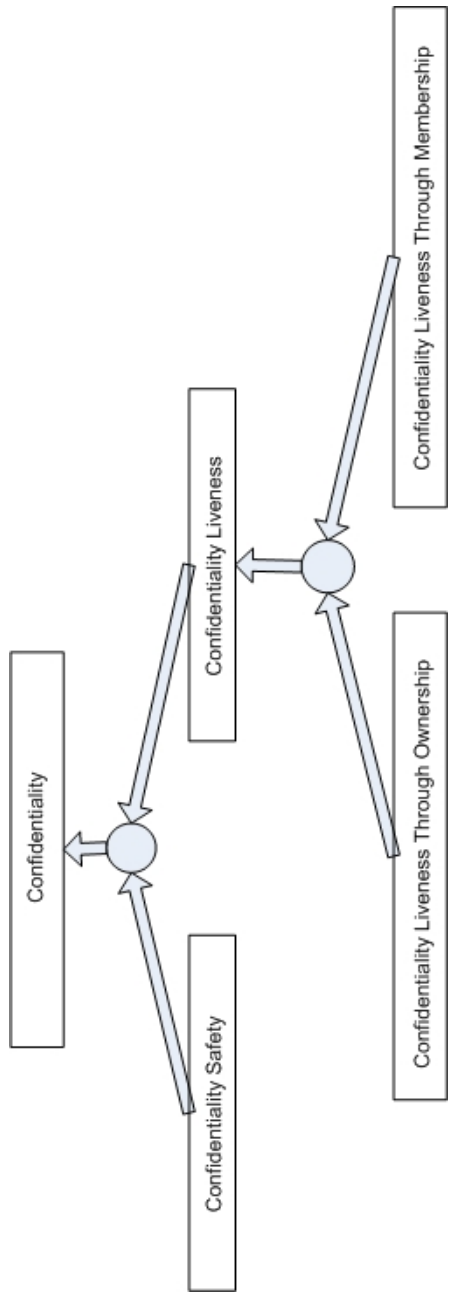 Confidentiality
Confidentiality Safety
Confidentiality Liveness
Confidentiality Liveness Through Ownership
Confidentiality Liveness Through Membership